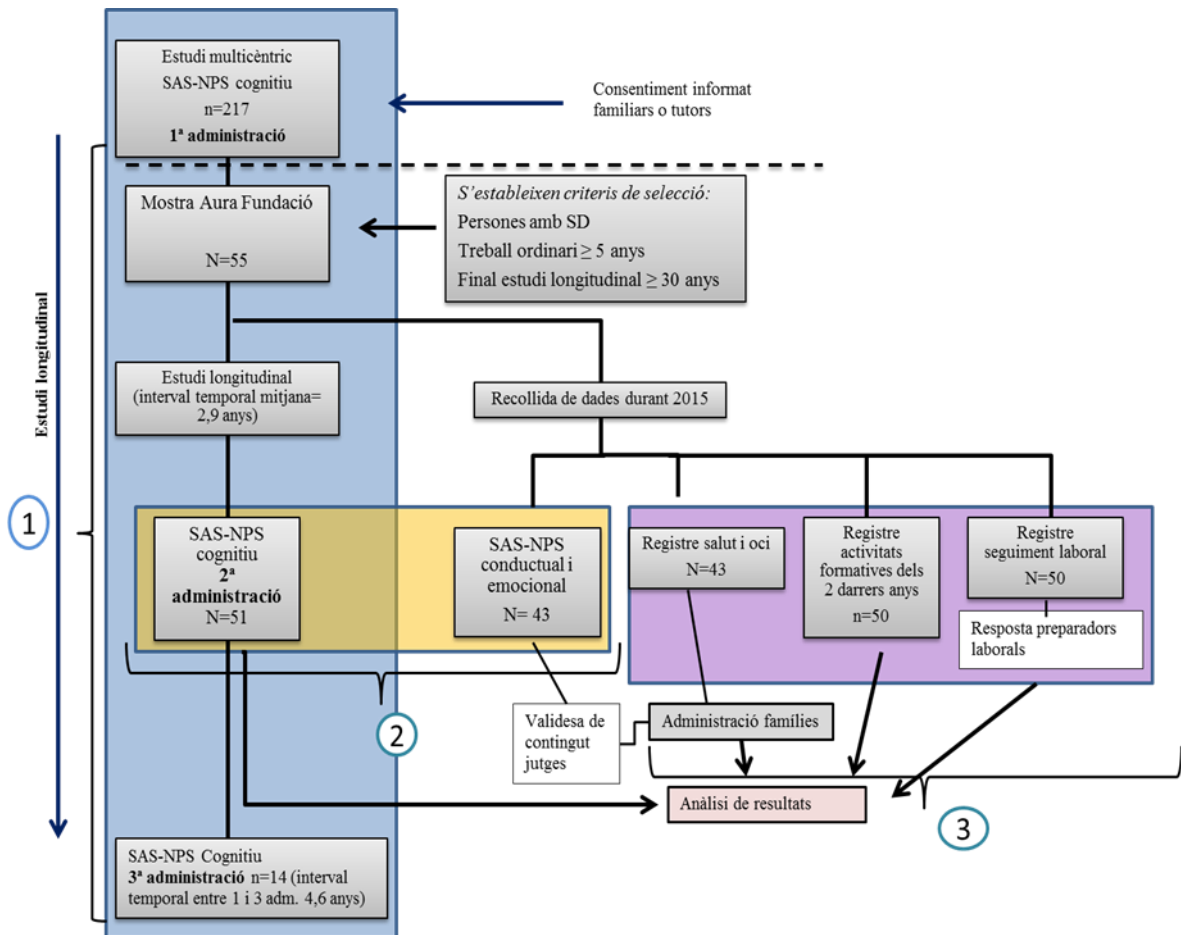 Estudi multicèntric
SAS-NPS cognitiu
n=217
1ª administració
Consentiment informat
familiars o tutors
Mostra Aura Fundació
N=55
S'estableixen criteris de selecció:
Persones amb SD
Treball ordinari ≥ 5 anys
Final estudi longitudinal ≥ 30 anys
Estudi longitudinal
Estudi longitudinal
(interval temporal mitjana=
2,9 anys)
Recollida de dades durant 2015
1
SAS-NPS
cognitiu
2ª
administració
N=51
SAS-NPS
conductual i
emocional
N= 43
Registre salut i oci
N=43
Registre
activitats
formatives dels
2 darrers anys
n=50
Registre
seguiment laboral
N=50
Resposta preparadors
laborals
2
Validesa de
contingut
jutges
Administració famílies
Anàlisi de resultats
3
SAS-NPS Cognitiu
3ª administració n=14 (interval
temporal entre 1 i 3 adm. 4,6 anys)